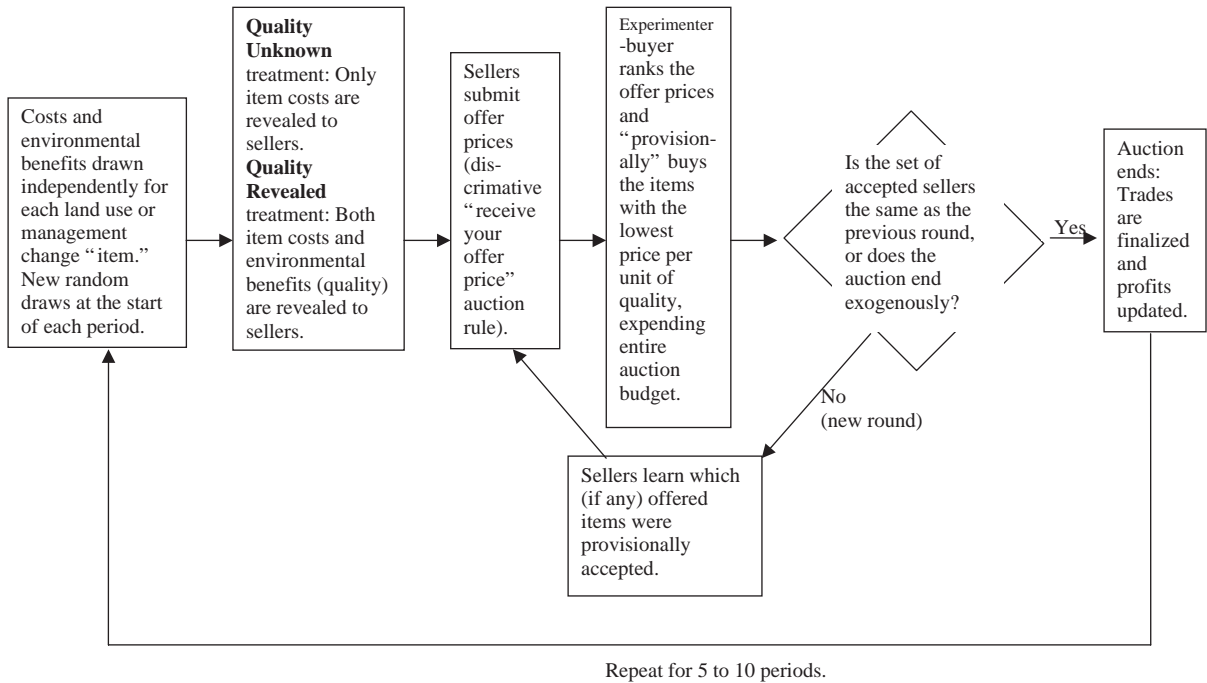 Costs and
environmental
benefits drawn
independently for
each land use or
management
change “item.”
New random
draws at the start
of each period.
Quality
Unknown
treatment: Only
item costs are
revealed to
sellers.
Quality
Revealed
treatment: Both
item costs and
environmental
benefits (quality)
are revealed to
sellers.
Sellers
submit
offer
prices
(dis-
crimative
“receive
your
offer
price”
auction
rule).
Experimenter
-buyer
ranks the
offer prices
and
“provision-
ally” buys
the items
with the
lowest
price per
unit of
quality,
expending
entire
auction
budget.
Is the set of
accepted sellers
the same as the
previous round,
or does the
auction end
exogenously?
Yes
Auction
ends:
Trades
are
finalized
and
profits
updated.
No
(new round)
Sellers learn which
(if any) offered
items were
provisionally
accepted.
Repeat for 5 to 10 periods.